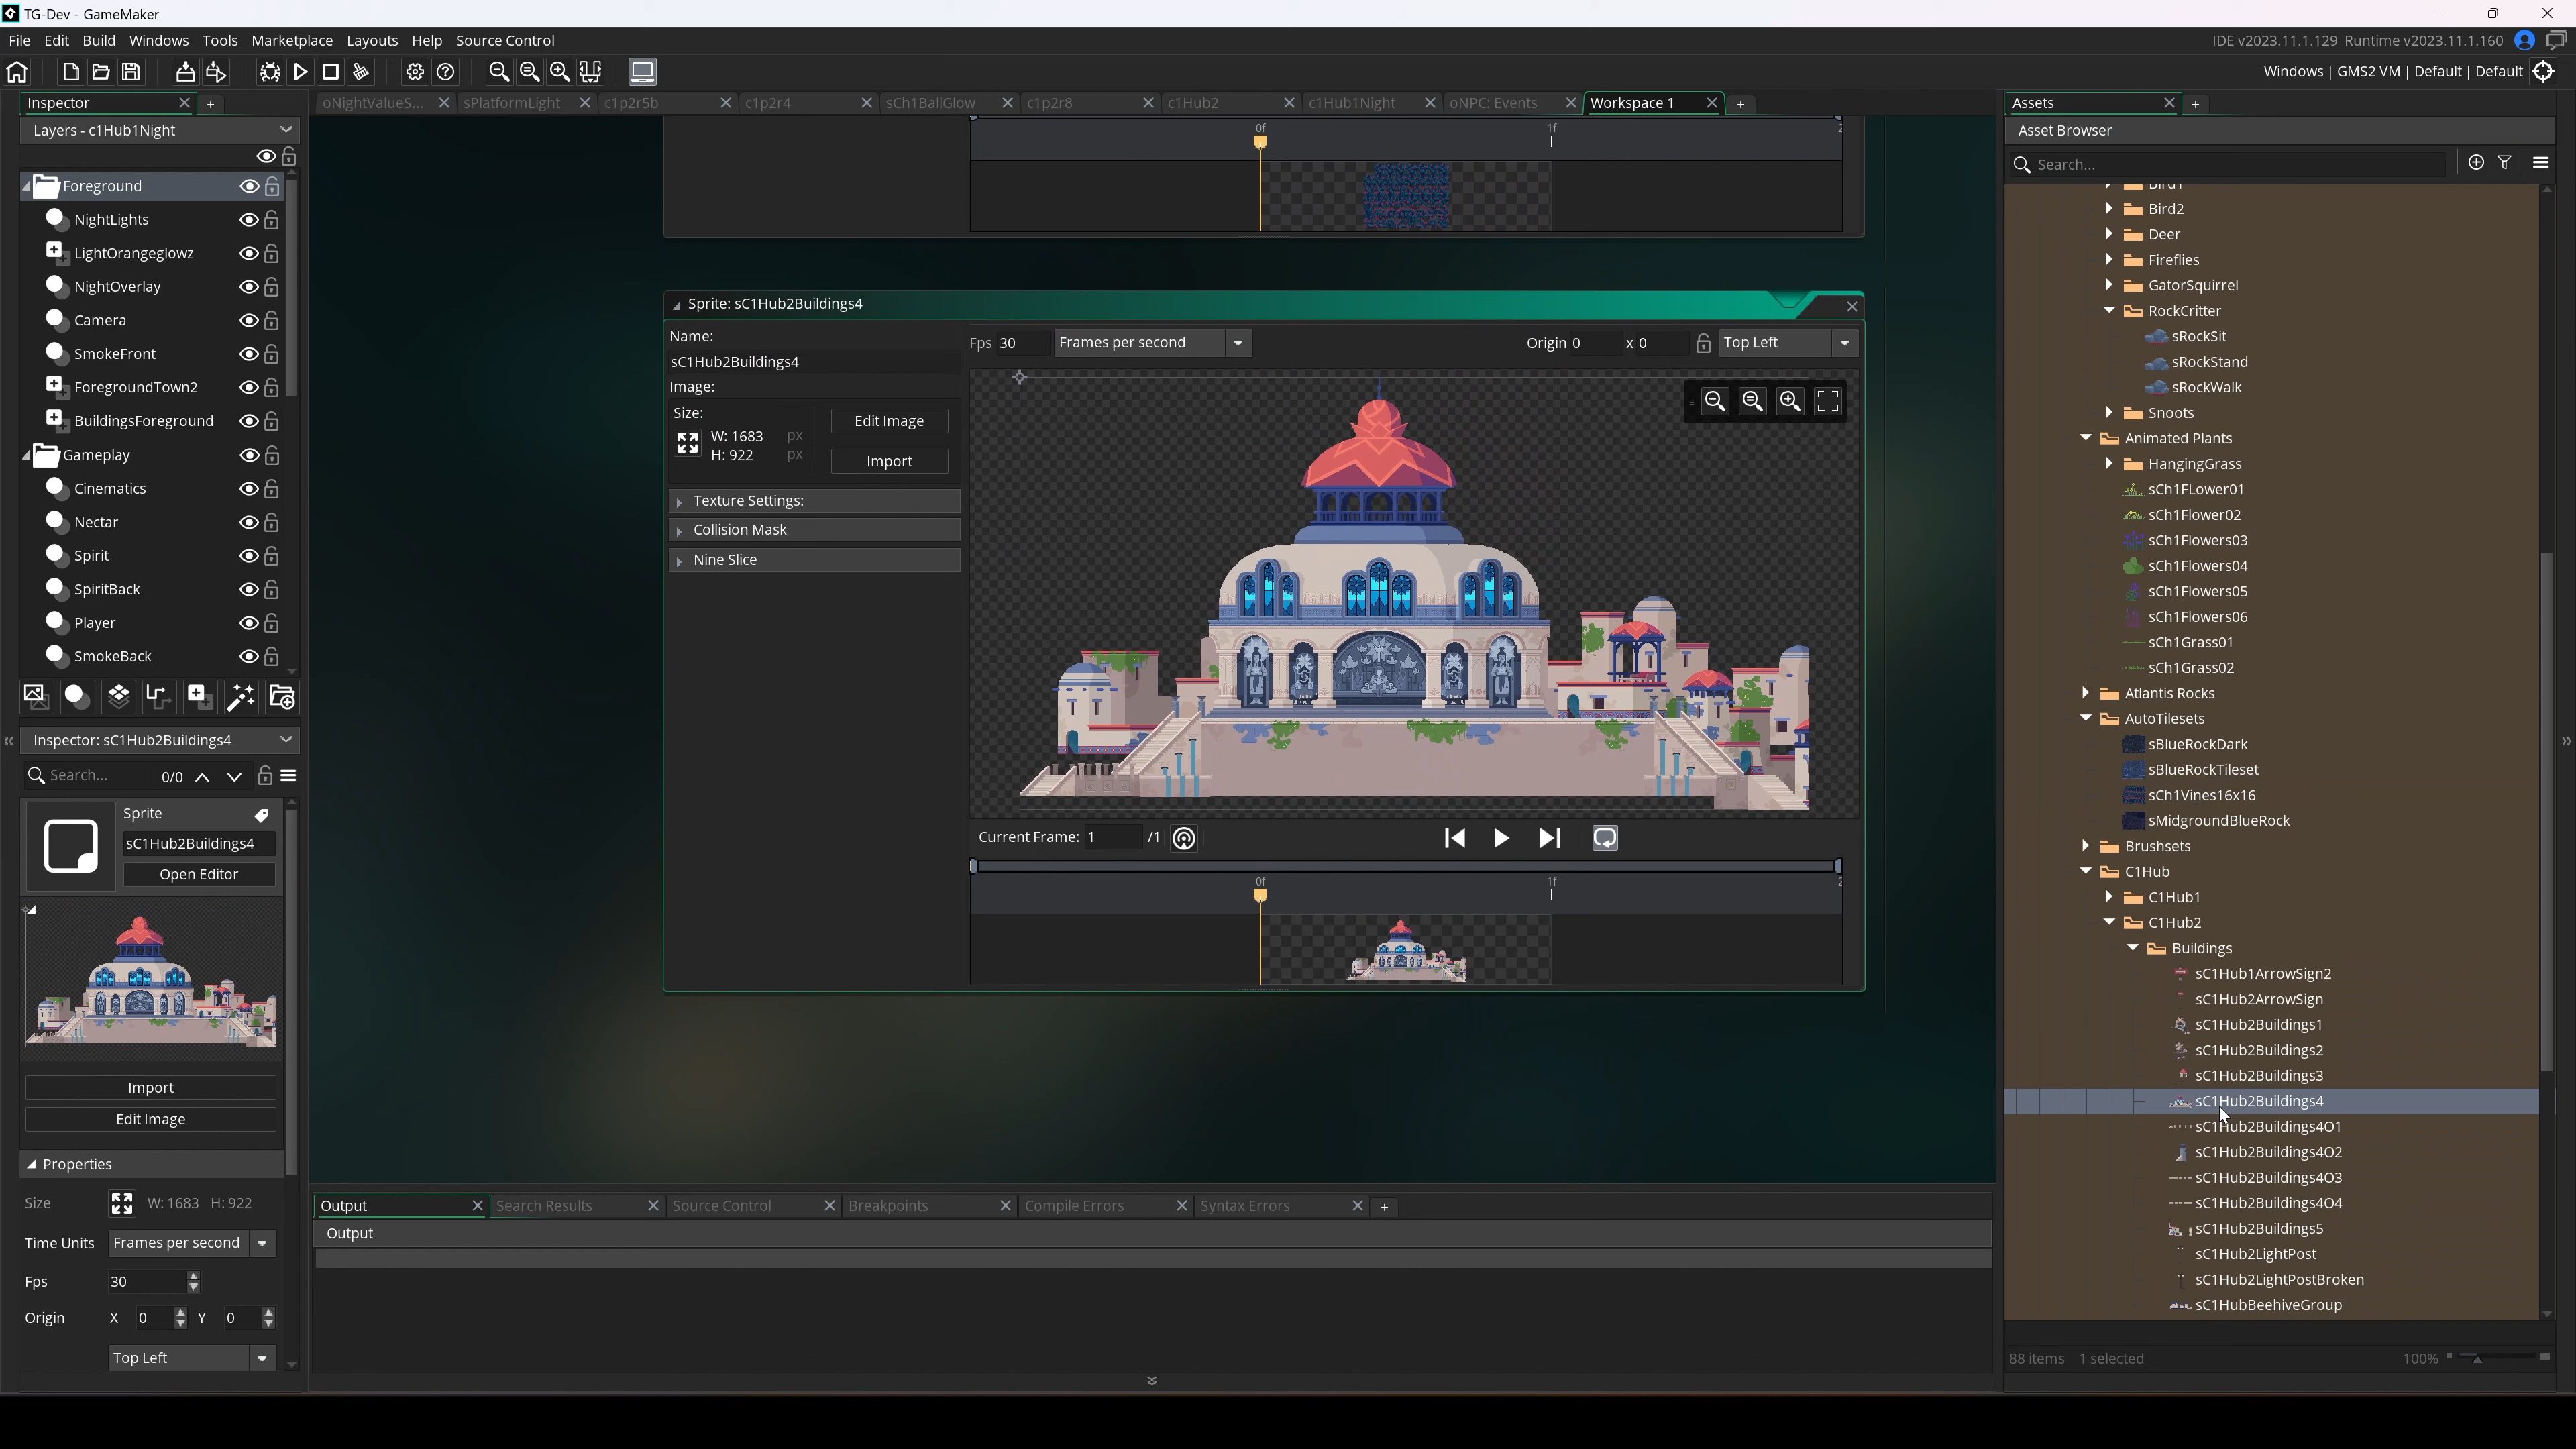 TG-Dev - GameMaker
File Edit Build Windows Tools Marketplace Layouts Help Source Control
IDE v2023.11.1.129 Runtime v2023.11.1.160
Windows | GMS2 VM | Default | Default
Inspector
oNightValueS...
sPlatformLight
c1p2r5b
c1p2r4
sCh1BallGlow
c1p2r8
c1Hub2
c1Hub1Night
oNPC: Events
Workspace 1
Layers - c1Hub1Night
Foreground
NightLights
LightOrangeglowz
NightOverlay
Camera
SmokeFront
ForegroundTown2
BuildingsForeground
Gameplay
Cinematics
Nectar
Spirit
SpiritBack
Player
SmokeBack
Inspector: sC1Hub2Buildings4
Search... 0/0
Sprite
sC1Hub2Buildings4
Open Editor
Import
Edit Image
Properties
Size W: 1683 H: 922
Time Units Frames per second
Fps 30
Origin X 0 Y 0
Top Left
0f 1f 2
Sprite: sC1Hub2Buildings4
Name:
sC1Hub2Buildings4
Image:
Size:
W: 1683 px
H: 922 px
Edit Image
Import
Texture Settings:
Collision Mask
Nine Slice
Fps 30 Frames per second
Origin 0 x 0 Top Left
Current Frame: 1 /1
0f 1f 2
Output
Search Results
Source Control
Breakpoints
Compile Errors
Syntax Errors
Output
Assets
Asset Browser
Search...
Bird1
Bird2
Deer
Fireflies
GatorSquirrel
RockCritter
sRockSit
sRockStand
sRockWalk
Snoots
Animated Plants
HangingGrass
sCh1FLower01
sCh1Flower02
sCh1Flowers03
sCh1Flowers04
sCh1Flowers05
sCh1Flowers06
sCh1Grass01
sCh1Grass02
Atlantis Rocks
AutoTilesets
sBlueRockDark
sBlueRockTileset
sCh1Vines16x16
sMidgroundBlueRock
Brushsets
C1Hub
C1Hub1
C1Hub2
Buildings
sC1Hub1ArrowSign2
sC1Hub2ArrowSign
sC1Hub2Buildings1
sC1Hub2Buildings2
sC1Hub2Buildings3
sC1Hub2Buildings4
sC1Hub2Buildings4O1
sC1Hub2Buildings4O2
sC1Hub2Buildings4O3
sC1Hub2Buildings4O4
sC1Hub2Buildings5
sC1Hub2LightPost
sC1Hub2LightPostBroken
sC1HubBeehiveGroup
88 items 1 selected
100%